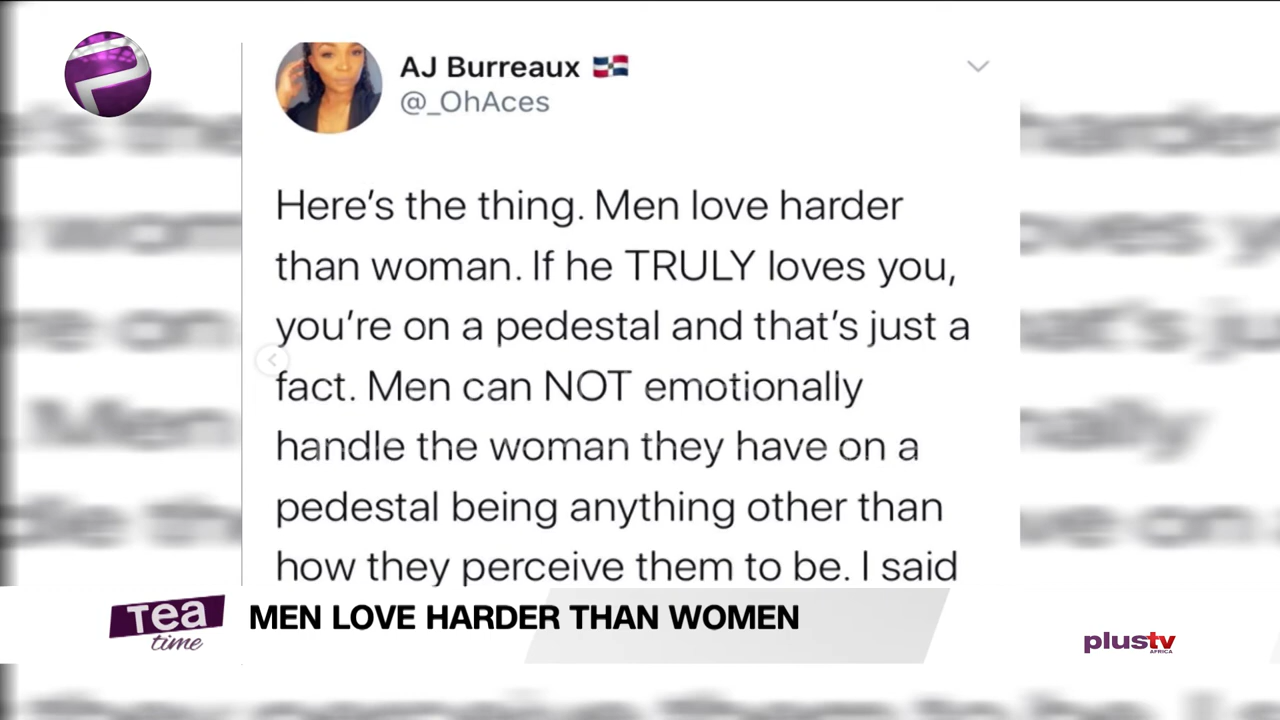 AJ Burreaux
@_OhAces
Here's the thing. Men love harder
than woman. If he TRULY loves you,
you're on a pedestal and that's just a
fact. Men can NOT emotionally
handle the woman they have on a
pedestal being anything other than
how they perceive them to be. I said
Tea
time
MEN LOVE HARDER THAN WOMEN
plustv
AFRICA